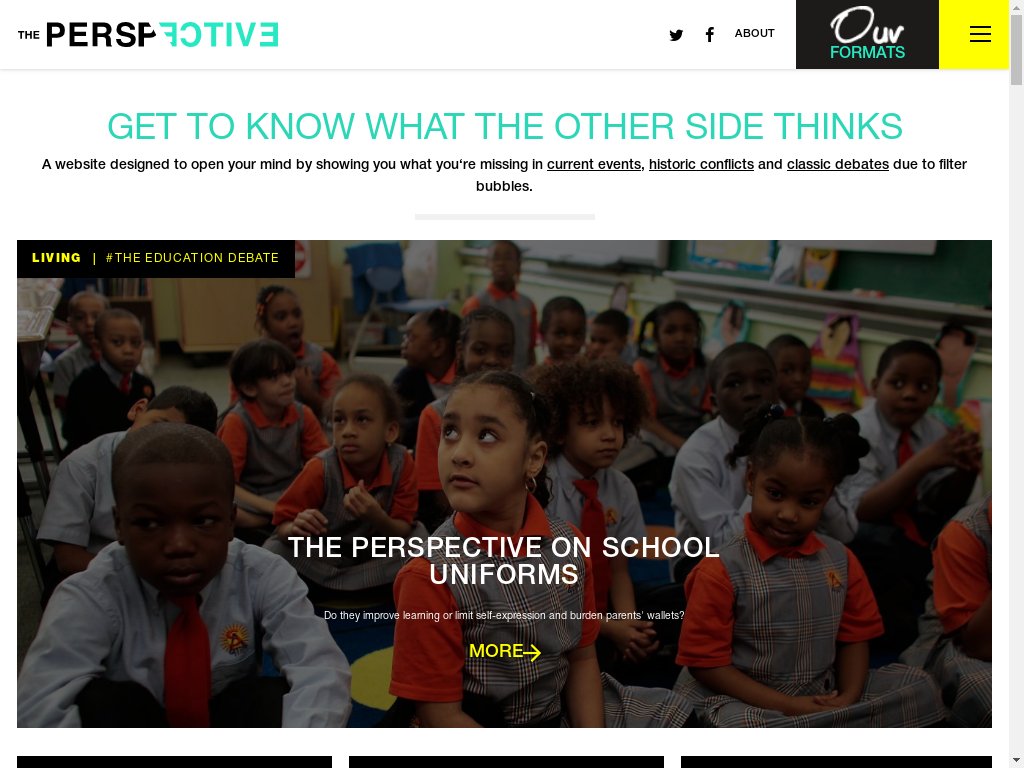 THE PERSPECTIVE
ABOUT
Our
FORMATS
GET TO KNOW WHAT THE OTHER SIDE THINKS
A website designed to open your mind by showing you what you're missing in current events, historic conflicts and classic debates due to filter
bubbles.
LIVING | #THE EDUCATION DEBATE
THE PERSPECTIVE ON SCHOOL
UNIFORMS
Do they improve learning or limit self-expression and burden parents' wallets?
MORE